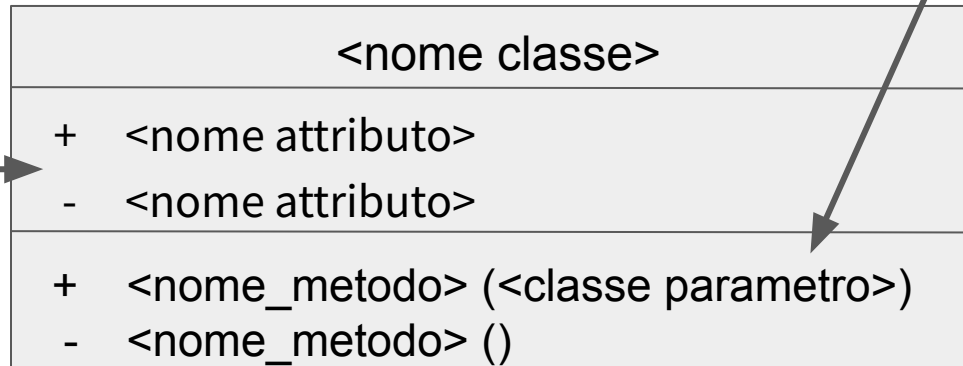 <nome classe>
+ <nome attributo>
- <nome attributo>
+ <nome_metodo> (<classe parametro>)
- <nome_metodo> ()